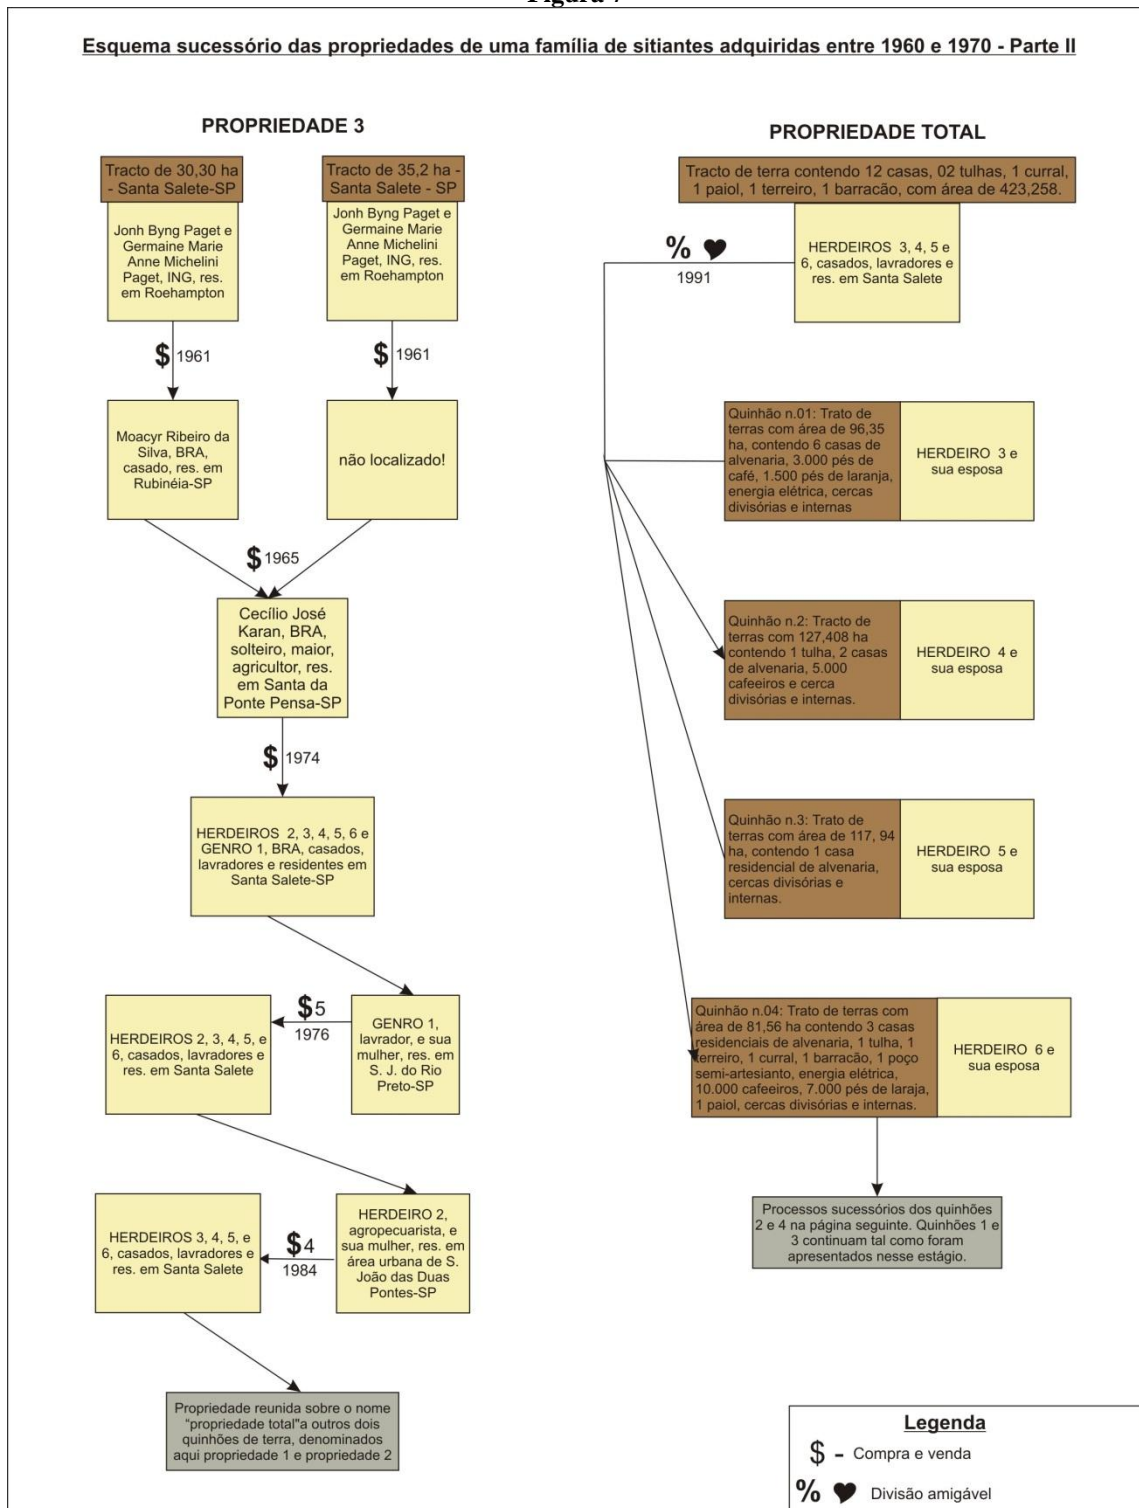 Esquema sucessório das propriedades de uma família de sitiantes adquiridas entre 1960 e 1970 - Parte II
PROPRIEDADE 3
Tracto de 30,30 ha
- Santa Salete-SP
Tracto de 35,2 ha -
Santa Salete - SP
Jonh Byng Paget e
Germaine Marie
Anne Michelini
Paget, ING, res.
em Roehampton
Jonh Byng Paget e
Germaine Marie
Anne Michelini
Paget, ING, res.
em Roehampton
$ 1961
$ 1961
Moacyr Ribeiro da
Silva, BRA,
casado, res. em
Rubinéia-SP
não localizado!
$ 1965
Cecílio José
Karan, BRA,
solteiro, maior,
agricultor, res.
em Santa da
Ponte Pensa-SP
$ 1974
HERDEIROS 2, 3, 4, 5, 6 e
GENRO 1, BRA, casados,
lavradores e residentes em
Santa Salete-SP
HERDEIROS 2, 3, 4, 5, e
6, casados, lavradores e
res. em Santa Salete
$5
1976
GENRO 1,
lavrador, e sua
mulher, res. em
S. J. do Rio
Preto-SP
HERDEIROS 3, 4, 5, e
6, casados, lavradores e
res. em Santa Salete
$4
1984
HERDEIRO 2,
agropecuarista, e
sua mulher, res. em
área urbana de S.
João das Duas
Pontes-SP
Propriedade reunida sobre o nome
"propriedade total"a outros dois
quinhões de terra, denominados
aqui propriedade 1 e propriedade 2
PROPRIEDADE TOTAL
Tracto de terra contendo 12 casas, 02 tulhas, 1 curral,
1 paiol, 1 terreiro, 1 barracão, com área de 423,258.
%
1991
HERDEIROS 3, 4, 5 e
6, casados, lavradores e
res. em Santa Salete
Quinhão n.01: Trato de
terras com área de 96,35
ha, contendo 6 casas de
alvenaria, 3.000 pés de
café, 1.500 pés de laranja,
energia elétrica, cercas
divisórias e internas
HERDEIRO 3 e
sua esposa
Quinhão n.2: Tracto de
terras com 127,408 ha
contendo 1 tulha, 2 casas
de alvenaria, 5.000
cafeeiros e cerca
divisórias e internas.
HERDEIRO 4 e
sua esposa
Quinhão n.3: Trato de
terras com área de 117, 94
ha, contendo 1 casa
residencial de alvenaria,
cercas divisórias e
internas.
HERDEIRO 5 e
sua esposa
Quinhão n.04: Trato de terras com
área de 81,56 ha contendo 3 casas
residenciais de alvenaria, 1 tulha, 1
terreiro, 1 curral, 1 barracão, 1 poço
semi-artesianto, energia elétrica,
10.000 cafeeiros, 7.000 pés de laraja,
1 paiol, cercas divisórias e internas.
HERDEIRO 6 e
sua esposa
Processos sucessórios dos quinhões
2 e 4 na página seguinte. Quinhões 1 e
3 continuam tal como foram
apresentados nesse estágio.
Legenda
$ - Compra e venda
% Divisão amigável